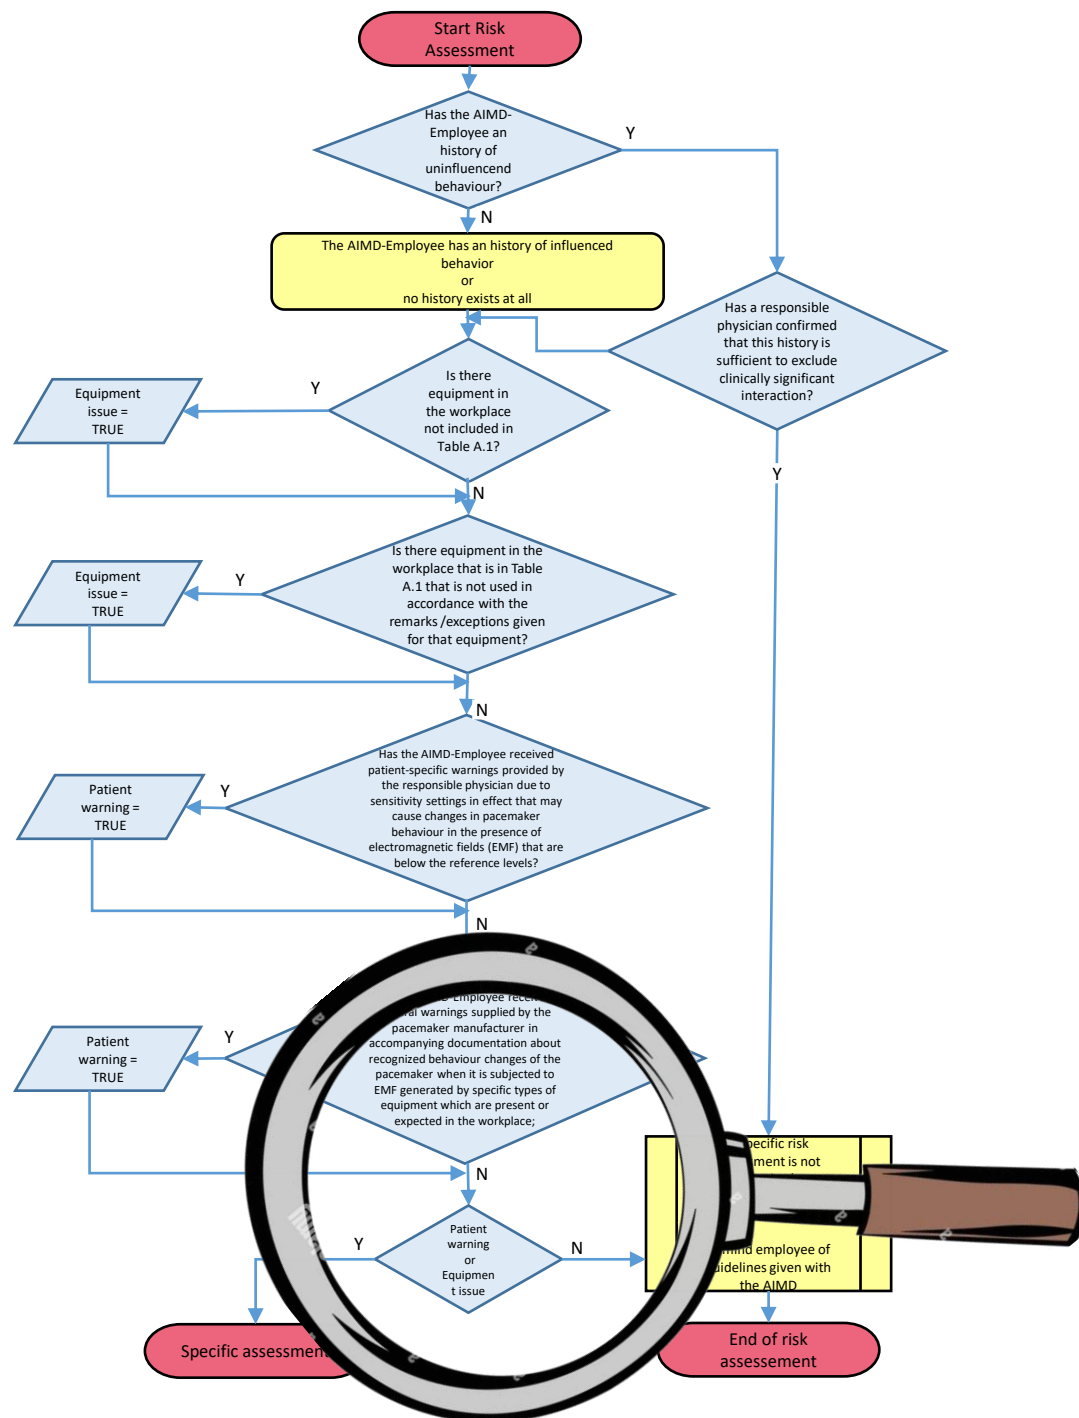 Start Risk
Assessment
Has the AIMD-
Employee an
history of
uninfluencend
behaviour?
Y
N
The AIMD-Employee has an history of influenced
behavior
or
no history exists at all
Has a responsible
physician confirmed
that this history is
sufficient to exclude
clinically significant
interaction?
Is there
equipment in
the workplace
not included in
Table A.1?
Y
Equipment
issue =
TRUE
Y
N
Is there equipment in the
workplace that is in Table
A.1 that is not used in
accordance with the
remarks/exceptions given
for that equipment?
Y
Equipment
issue =
TRUE
N
Has the AIMD-Employee received
patient-specific warnings provided by
the responsible physician due to
sensitivity settings in effect that may
cause changes in pacemaker
behaviour in the presence of
electromagnetic fields (EMF) that are
below the reference levels?
Y
Patient
warning =
TRUE
N
warnings supplied by the
pacemaker manufacturer in
accompanying documentation about
recognized behaviour changes of the
pacemaker when it is subjected to
EMF generated by specific types of
equipment which are present or
expected in the workplace;
Y
Patient
warning =
TRUE
N
risk
is not
employee of
given with
the AIMD
Patient
warning
or
Equipmen
t issue
Y
N
Specific assessment
End of risk
assessement